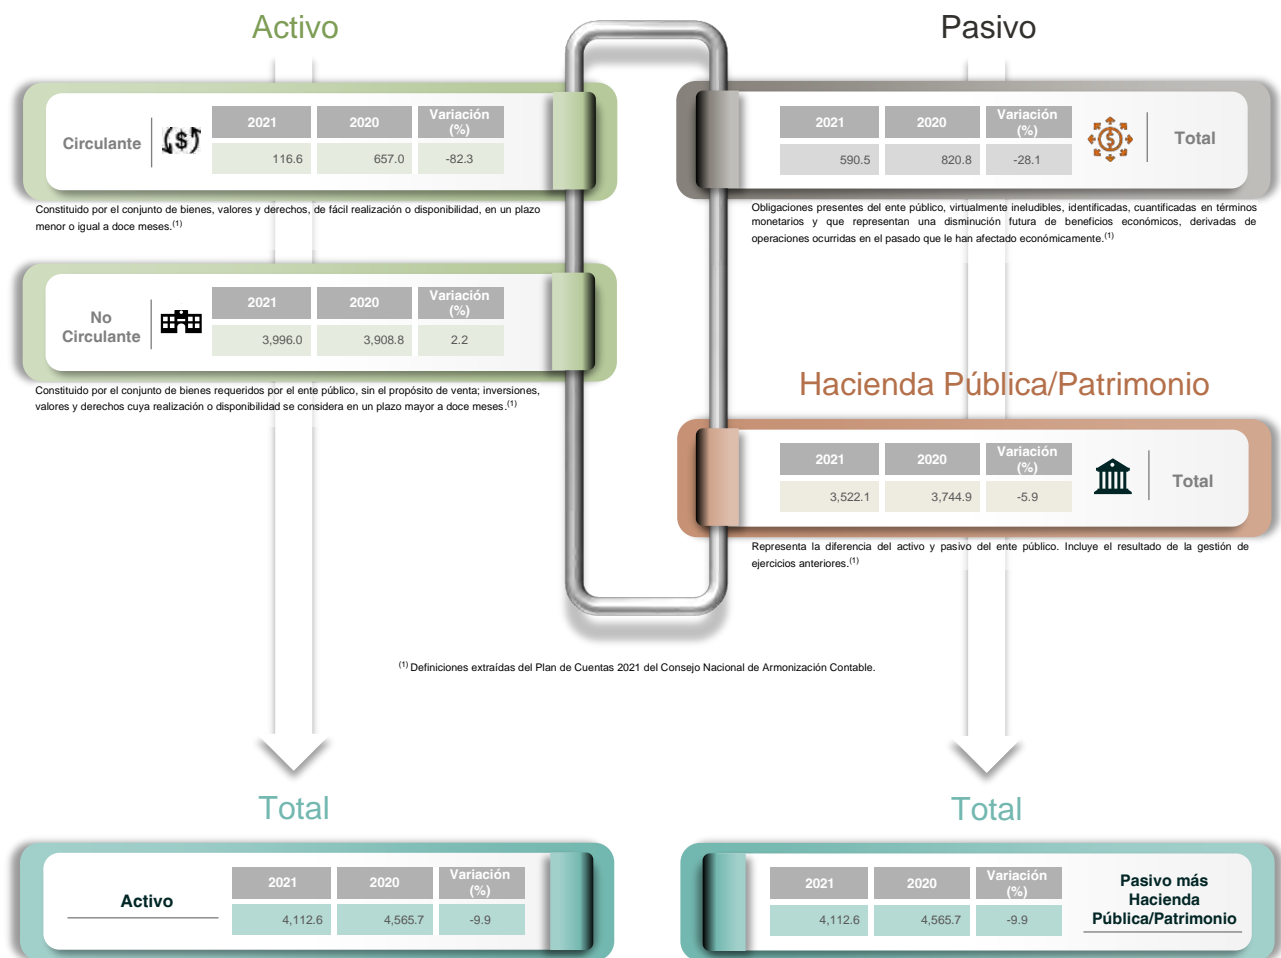 Activo
Circulante
2021 2020 Variación (%)
116.6 657.0 -82.3
Constituido por el conjunto de bienes, valores y derechos, de fácil realización o disponibilidad, en un plazo
menor o igual a doce meses.(1)
No
Circulante
2021 2020 Variación (%)
3,996.0 3,908.8 2.2
Constituido por el conjunto de bienes requeridos por el ente público, sin el propósito de venta; inversiones,
valores y derechos cuya realización o disponibilidad se considera en un plazo mayor a doce meses.(1)
Pasivo
2021 2020 Variación (%)
590.5 820.8 -28.1
Total
Obligaciones presentes del ente público, virtualmente ineludibles, identificadas, cuantificadas en términos
monetarios y que representan una disminución futura de beneficios económicos, derivadas de
operaciones ocurridas en el pasado que le han afectado económicamente.(1)
Hacienda Pública/Patrimonio
2021 2020 Variación (%)
3,522.1 3,744.9 -5.9
Total
Representa la diferencia del activo y pasivo del ente público. Incluye el resultado de la gestión de
ejercicios anteriores.(1)
(1) Definiciones extraídas del Plan de Cuentas 2021 del Consejo Nacional de Armonización Contable.
Total
Activo
2021 2020 Variación (%)
4,112.6 4,565.7 -9.9
Total
2021 2020 Variación (%)
4,112.6 4,565.7 -9.9
Pasivo más
Hacienda
Pública/Patrimonio